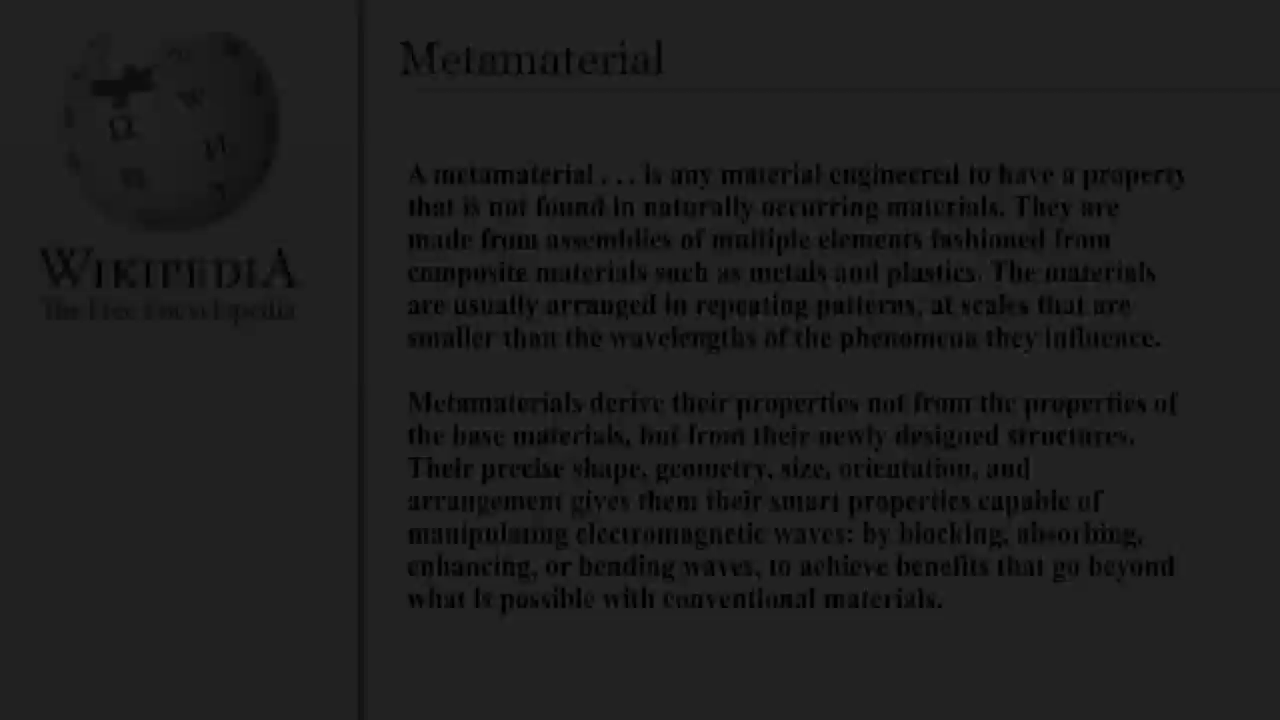 Metamaterial
A metamaterial . . . is any material engineered to have a property
that is not found in naturally occurring materials. They are
made from assemblies of multiple elements fashioned from
composite materials such as metals and plastics. The materials
are usually arranged in repeating patterns, at scales that are
smaller than the wavelengths of the phenomena they influence.
Metamaterials derive their properties not from the properties of
the base materials, but from their newly designed structures.
Their precise shape, geometry, size, orientation, and
arrangement gives them their smart properties capable of
manipulating electromagnetic waves: by blocking, absorbing,
enhancing, or bending waves, to achieve benefits that go beyond
what is possible with conventional materials.
Ω W
И
WIKIPEDIA
The Free Encyclopedia